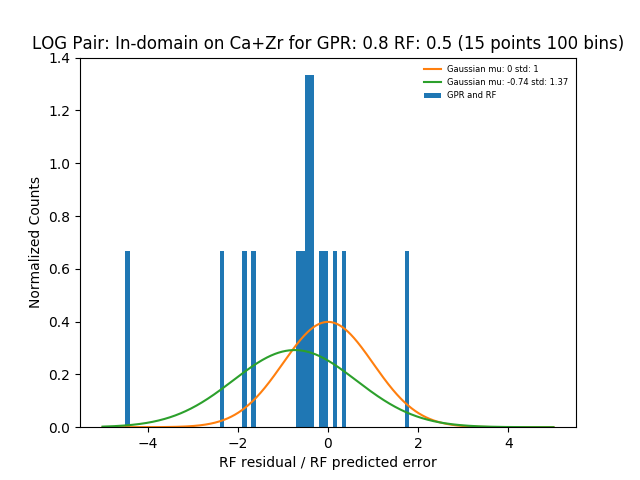 LOG Pair: In-domain on Ca+Zr for GPR: 0.8 RF: 0.5 (15 points 100 bins)
Gaussian mu: 0 std: 1
Gaussian mu: -0.74 std: 1.37
GPR and RF
1.4
1.2
1.0
0.8
0.6
0.4
0.2
0.0
Normalized Counts
−4
−2
0
2
4
RF residual / RF predicted error